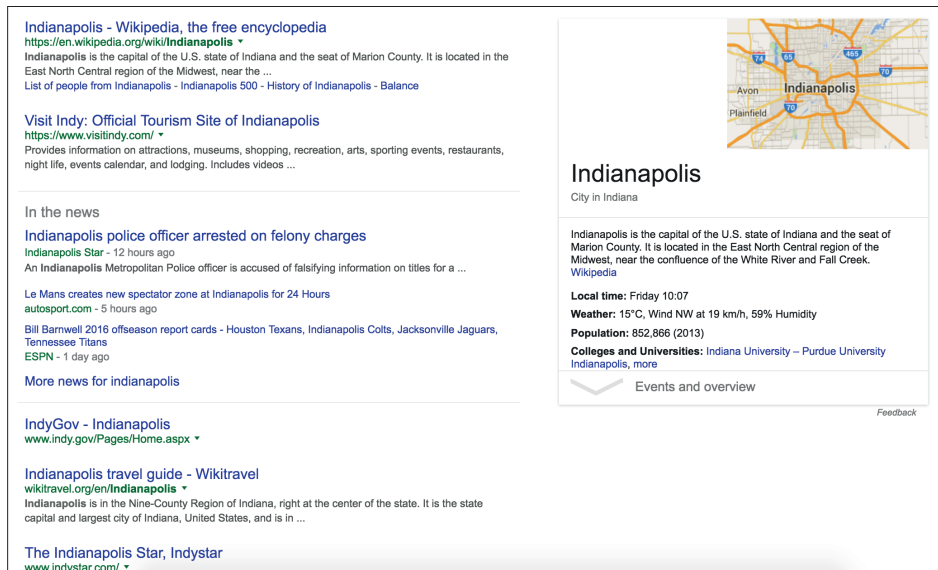 Indianapolis - Wikipedia, the free encyclopedia
https://en.wikipedia.org/wiki/Indianapolis
Indianapolis is the capital of the U.S. state of Indiana and the seat of Marion County. It is located in the
East North Central region of the Midwest, near the ...
List of people from Indianapolis - Indianapolis 500 - History of Indianapolis - Balance
Visit Indy: Official Tourism Site of Indianapolis
https://www.visitindy.com/
Provides information on attractions, museums, shopping, recreation, arts, sporting events, restaurants,
night life, events calendar, and lodging. Includes videos ...
In the news
Indianapolis police officer arrested on felony charges
Indianapolis Star - 12 hours ago
An Indianapolis Metropolitan Police officer is accused of falsifying information on titles for a ...
Le Mans creates new spectator zone at Indianapolis for 24 Hours
autosport.com - 5 hours ago
Bill Barnwell 2016 offseason report cards - Houston Texans, Indianapolis Colts, Jacksonville Jaguars,
Tennessee Titans
ESPN - 1 day ago
More news for indianapolis
IndyGov - Indianapolis
www.indy.gov/Pages/Home.aspx
Indianapolis travel guide - Wikitravel
wikitravel.org/en/Indianapolis
Indianapolis is in the Nine-County Region of Indiana, right at the center of the state. It is the state
capital and largest city of Indiana, United States, and is in ...
The Indianapolis Star, Indystar
www.indystar.com/
74
65
465
70
Avon
Indianapolis
Plainfield
70
Indianapolis
City in Indiana
Indianapolis is the capital of the U.S. state of Indiana and the seat of
Marion County. It is located in the East North Central region of the
Midwest, near the confluence of the White River and Fall Creek.
Wikipedia
Local time: Friday 10:07
Weather: 15°C, Wind NW at 19 km/h, 59% Humidity
Population: 852,866 (2013)
Colleges and Universities: Indiana University – Purdue University
Indianapolis, more
Events and overview
Feedback